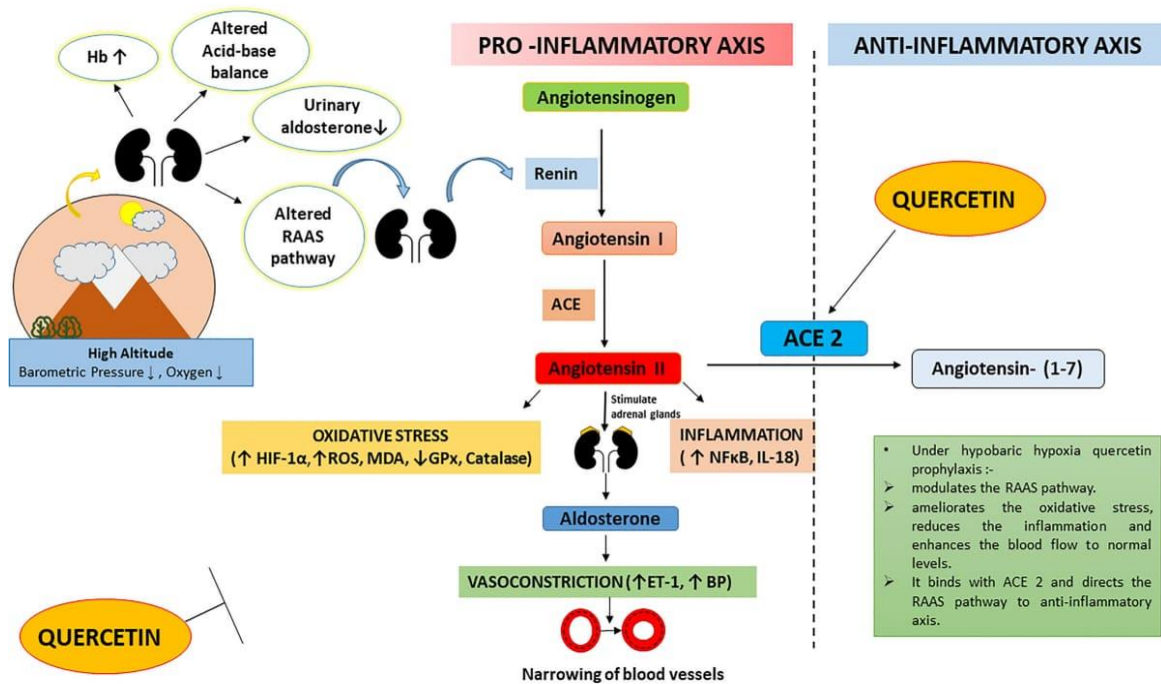 Hb ↑
Altered
Acid-base
balance
Urinary
aldosterone↓
Altered
RAAS
pathway
High Altitude
Barometric Pressure ↓ , Oxygen ↓
PRO -INFLAMMATORY AXIS
Angiotensinogen
Renin
Angiotensin I
ACE
Angiotensin II
Stimulate
adrenal glands
OXIDATIVE STRESS
(↑ HIF-1α,↑ROS, MDA, ↓GPx, Catalase)
INFLAMMATION
( ↑ NFκB, IL-18)
Aldosterone
VASOCONSTRICTION (↑ET-1, ↑ BP)
Narrowing of blood vessels
QUERCETIN
ANTI-INFLAMMATORY AXIS
QUERCETIN
ACE 2
Angiotensin- (1-7)
• Under hypobaric hypoxia quercetin
prophylaxis :-
➢ modulates the RAAS pathway.
➢ ameliorates the oxidative stress,
reduces the inflammation and
enhances the blood flow to normal
levels.
➢ It binds with ACE 2 and directs the
RAAS pathway to anti-inflammatory
axis.